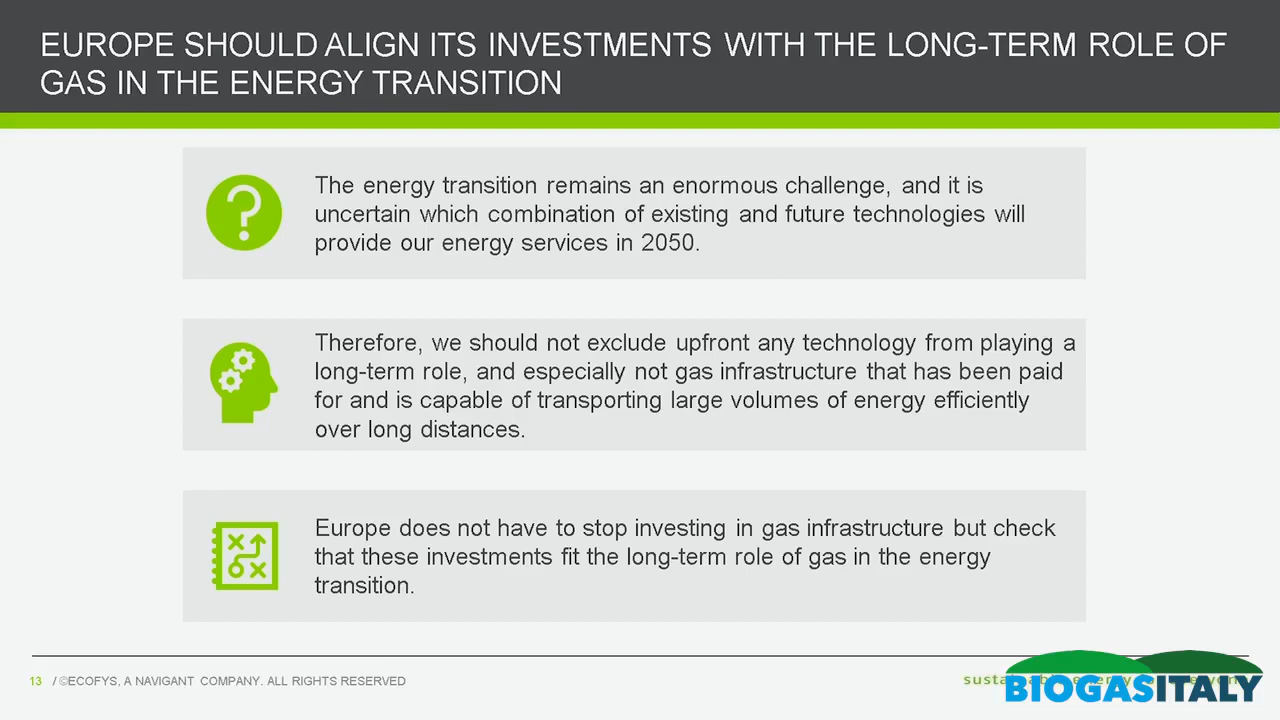 EUROPE SHOULD ALIGN ITS INVESTMENTS WITH THE LONG-TERM ROLE OF
GAS IN THE ENERGY TRANSITION
The energy transition remains an enormous challenge, and it is
uncertain which combination of existing and future technologies will
provide our energy services in 2050.
Therefore, we should not exclude upfront any technology from playing a
long-term role, and especially not gas infrastructure that has been paid
for and is capable of transporting large volumes of energy efficiently
over long distances.
Europe does not have to stop investing in gas infrastructure but check
that these investments fit the long-term role of gas in the energy
transition.
13 / ©ECOFYS, A NAVIGANT COMPANY. ALL RIGHTS RESERVED
BIOGASITALY